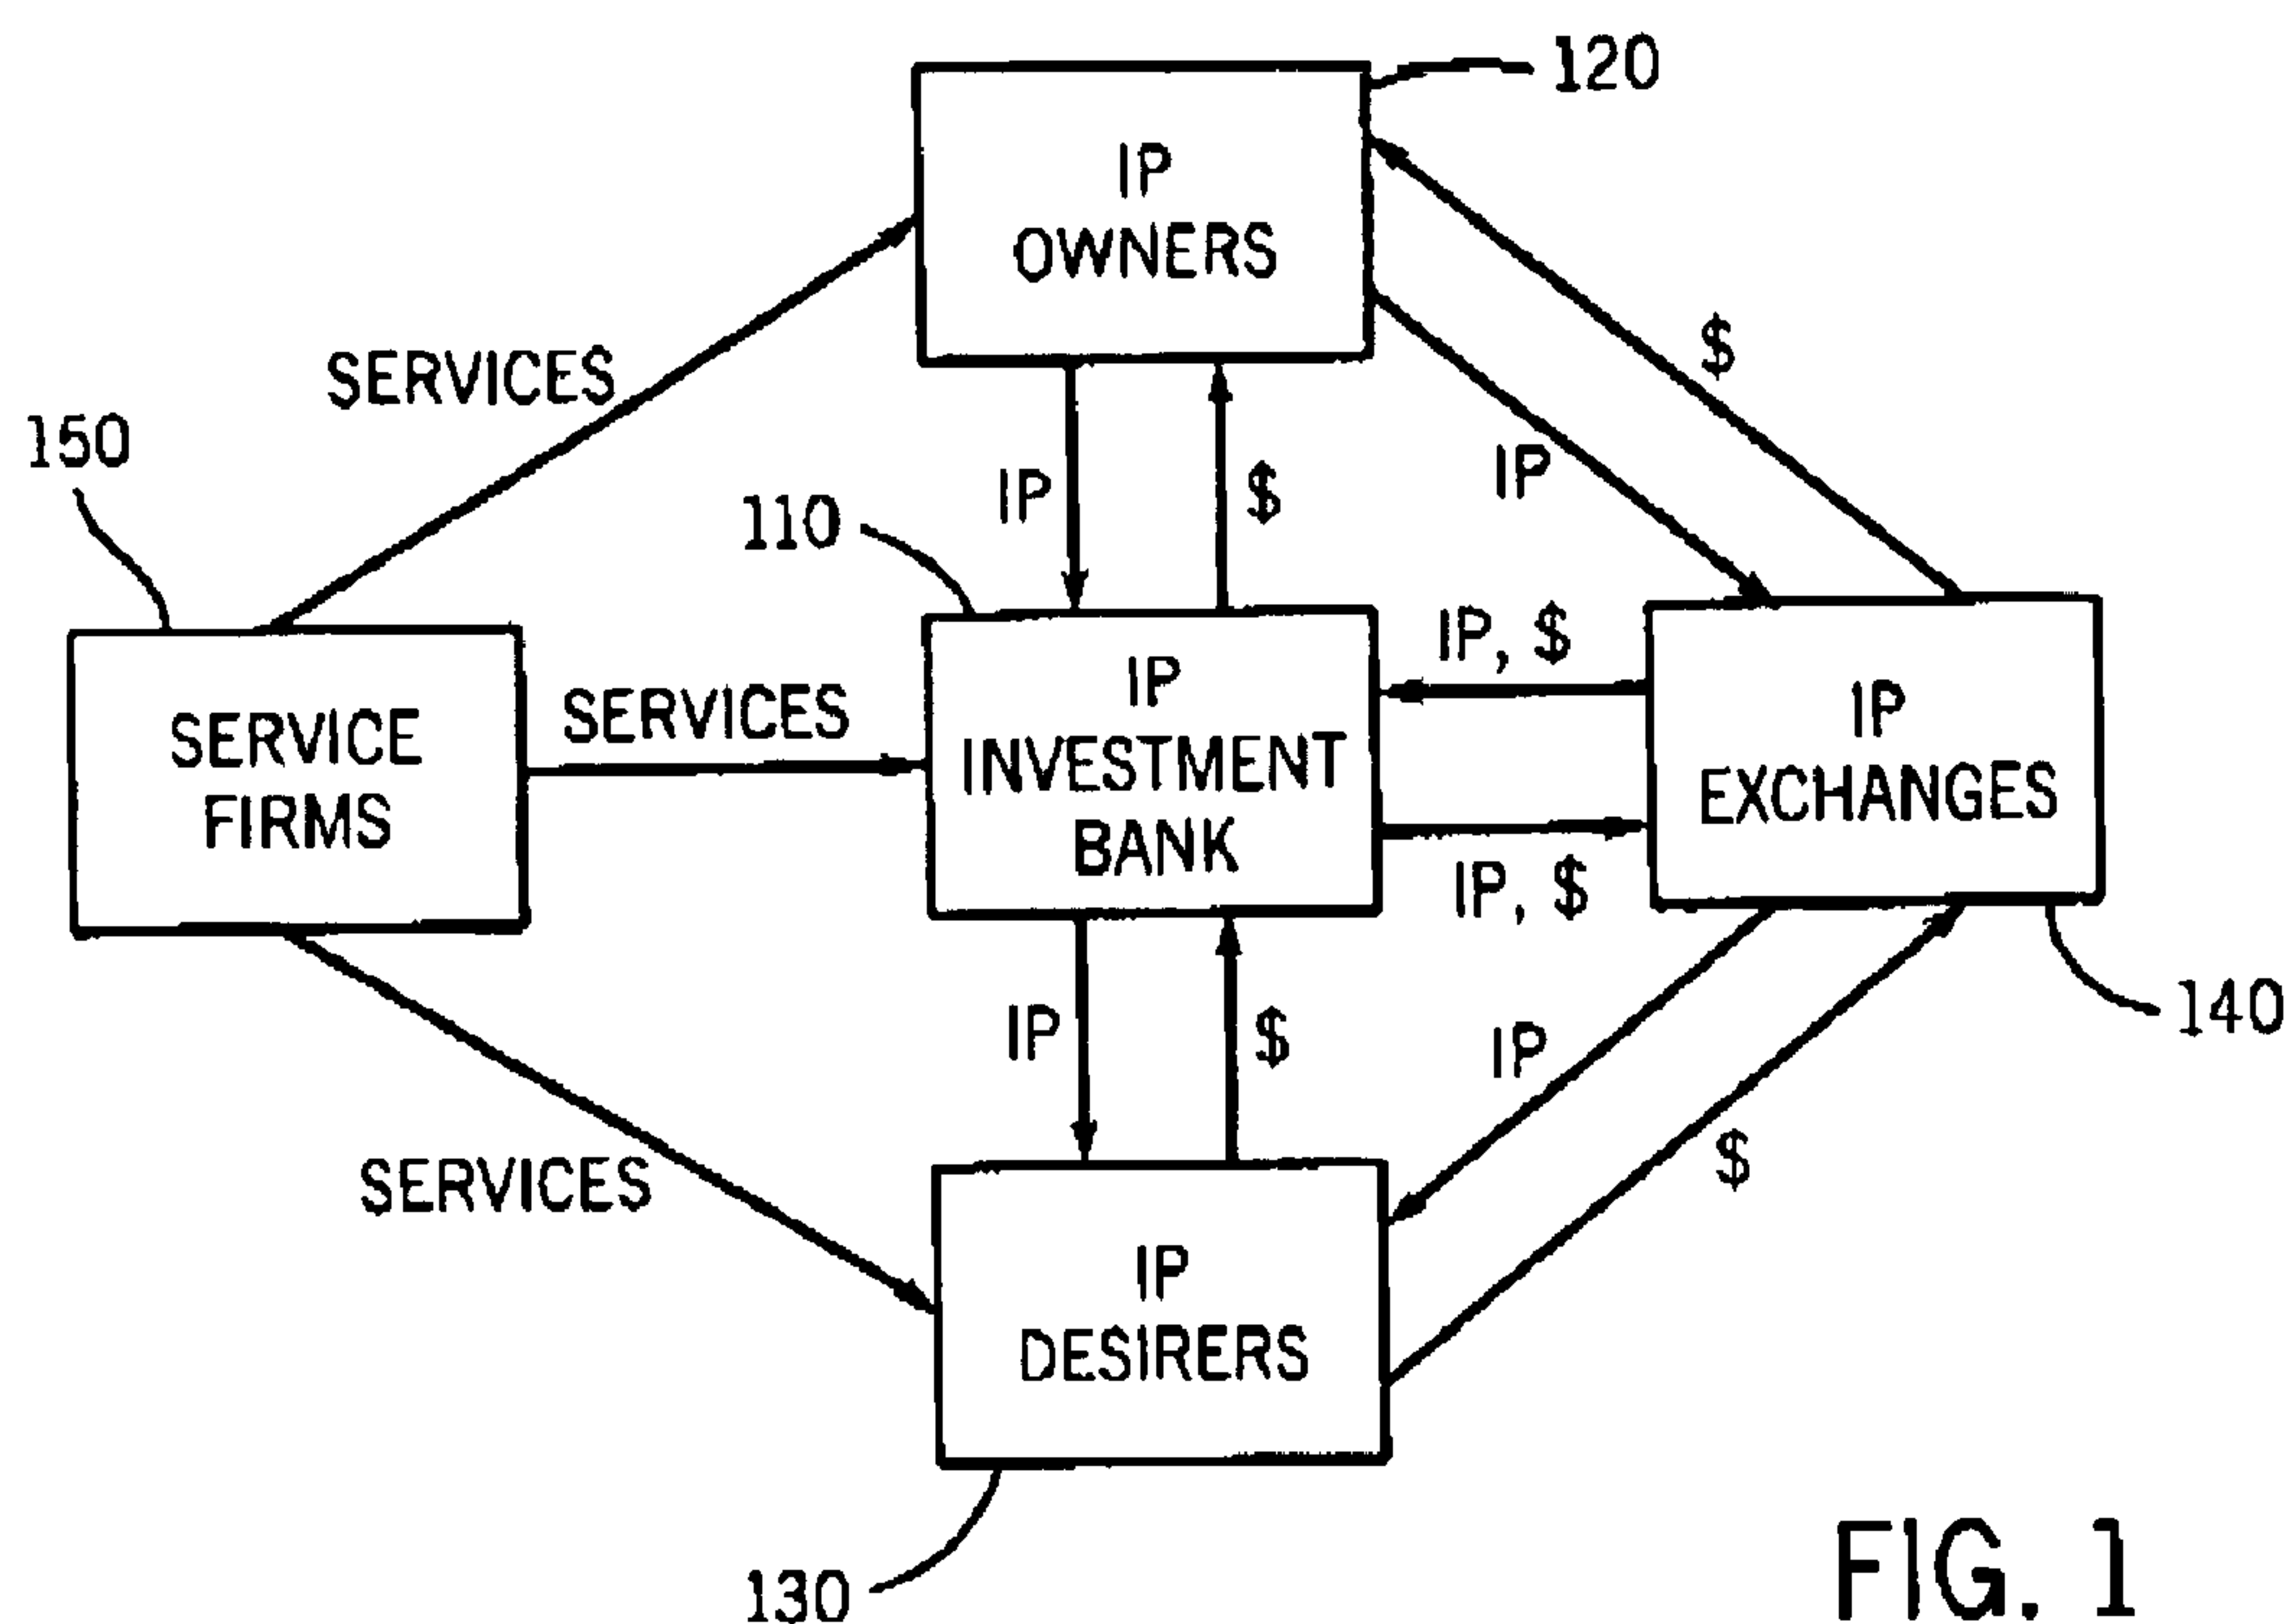 120
IP
OWNERS
$
SERVICES
150
IP
IP
$
110
IP, $
SERVICE
FIRMS
SERVICES
IP
INVESTMENT
BANK
IP
EXCHANGES
IP, $
IP
$
IP
140
$
SERVICES
IP
DESIRERS
130
FIG. 1